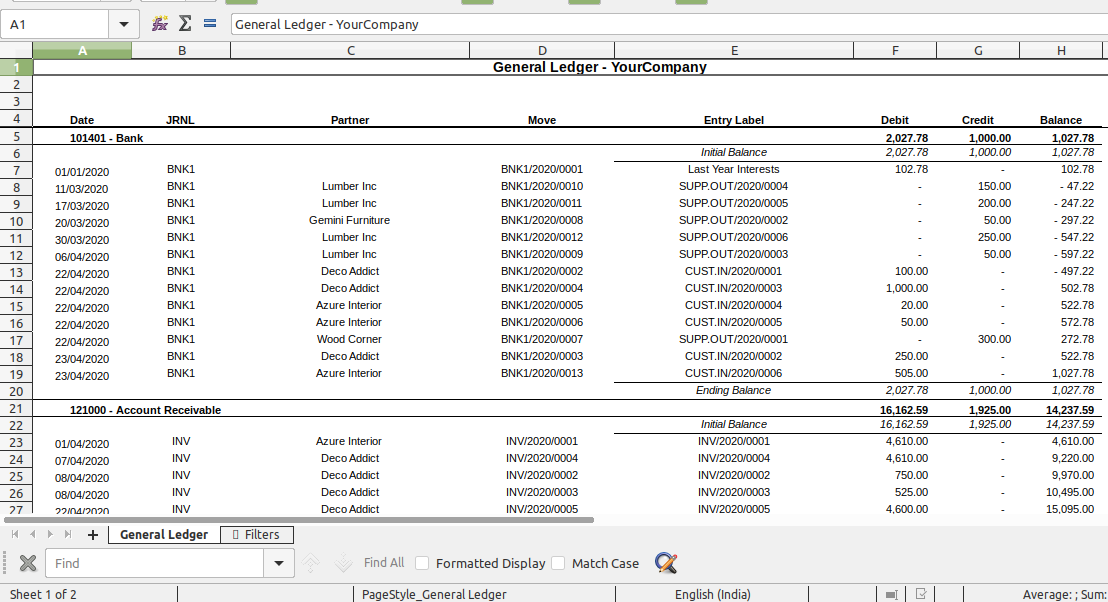 A1 General Ledger - YourCompany
A B C D E F G H
1 General Ledger - YourCompany
2
3
4 Date JRNL Partner Move Entry Label Debit Credit Balance
5 101401 - Bank 2,027.78 1,000.00 1,027.78
6 Initial Balance 2,027.78 1,000.00 1,027.78
7 01/01/2020 BNK1 BNK1/2020/0001 Last Year Interests 102.78 - 102.78
8 11/03/2020 BNK1 Lumber Inc BNK1/2020/0010 SUPP.OUT/2020/0004 - 150.00 - 47.22
9 17/03/2020 BNK1 Lumber Inc BNK1/2020/0011 SUPP.OUT/2020/0005 - 200.00 - 247.22
10 20/03/2020 BNK1 Gemini Furniture BNK1/2020/0008 SUPP.OUT/2020/0002 - 50.00 - 297.22
11 30/03/2020 BNK1 Lumber Inc BNK1/2020/0012 SUPP.OUT/2020/0006 - 250.00 - 547.22
12 06/04/2020 BNK1 Lumber Inc BNK1/2020/0009 SUPP.OUT/2020/0003 - 50.00 - 597.22
13 22/04/2020 BNK1 Deco Addict BNK1/2020/0002 CUST.IN/2020/0001 100.00 - - 497.22
14 22/04/2020 BNK1 Deco Addict BNK1/2020/0004 CUST.IN/2020/0003 1,000.00 - 502.78
15 22/04/2020 BNK1 Azure Interior BNK1/2020/0005 CUST.IN/2020/0004 20.00 - 522.78
16 22/04/2020 BNK1 Azure Interior BNK1/2020/0006 CUST.IN/2020/0005 50.00 - 572.78
17 22/04/2020 BNK1 Wood Corner BNK1/2020/0007 SUPP.OUT/2020/0001 - 300.00 272.78
18 23/04/2020 BNK1 Deco Addict BNK1/2020/0003 CUST.IN/2020/0002 250.00 - 522.78
19 23/04/2020 BNK1 Azure Interior BNK1/2020/0013 CUST.IN/2020/0006 505.00 - 1,027.78
20 Ending Balance 2,027.78 1,000.00 1,027.78
21 121000 - Account Receivable 16,162.59 1,925.00 14,237.59
22 Initial Balance 16,162.59 1,925.00 14,237.59
23 01/04/2020 INV Azure Interior INV/2020/0001 INV/2020/0001 4,610.00 - 4,610.00
24 07/04/2020 INV Deco Addict INV/2020/0004 INV/2020/0004 4,610.00 - 9,220.00
25 08/04/2020 INV Deco Addict INV/2020/0002 INV/2020/0002 750.00 - 9,970.00
26 08/04/2020 INV Deco Addict INV/2020/0003 INV/2020/0003 525.00 - 10,495.00
27 22/04/2020 INV Deco Addict INV/2020/0005 INV/2020/0005 4,600.00 - 15,095.00
General Ledger Filters
Find Find All Formatted Display Match Case
Sheet 1 of 2 PageStyle_General Ledger English (India) Average: ; Sum: